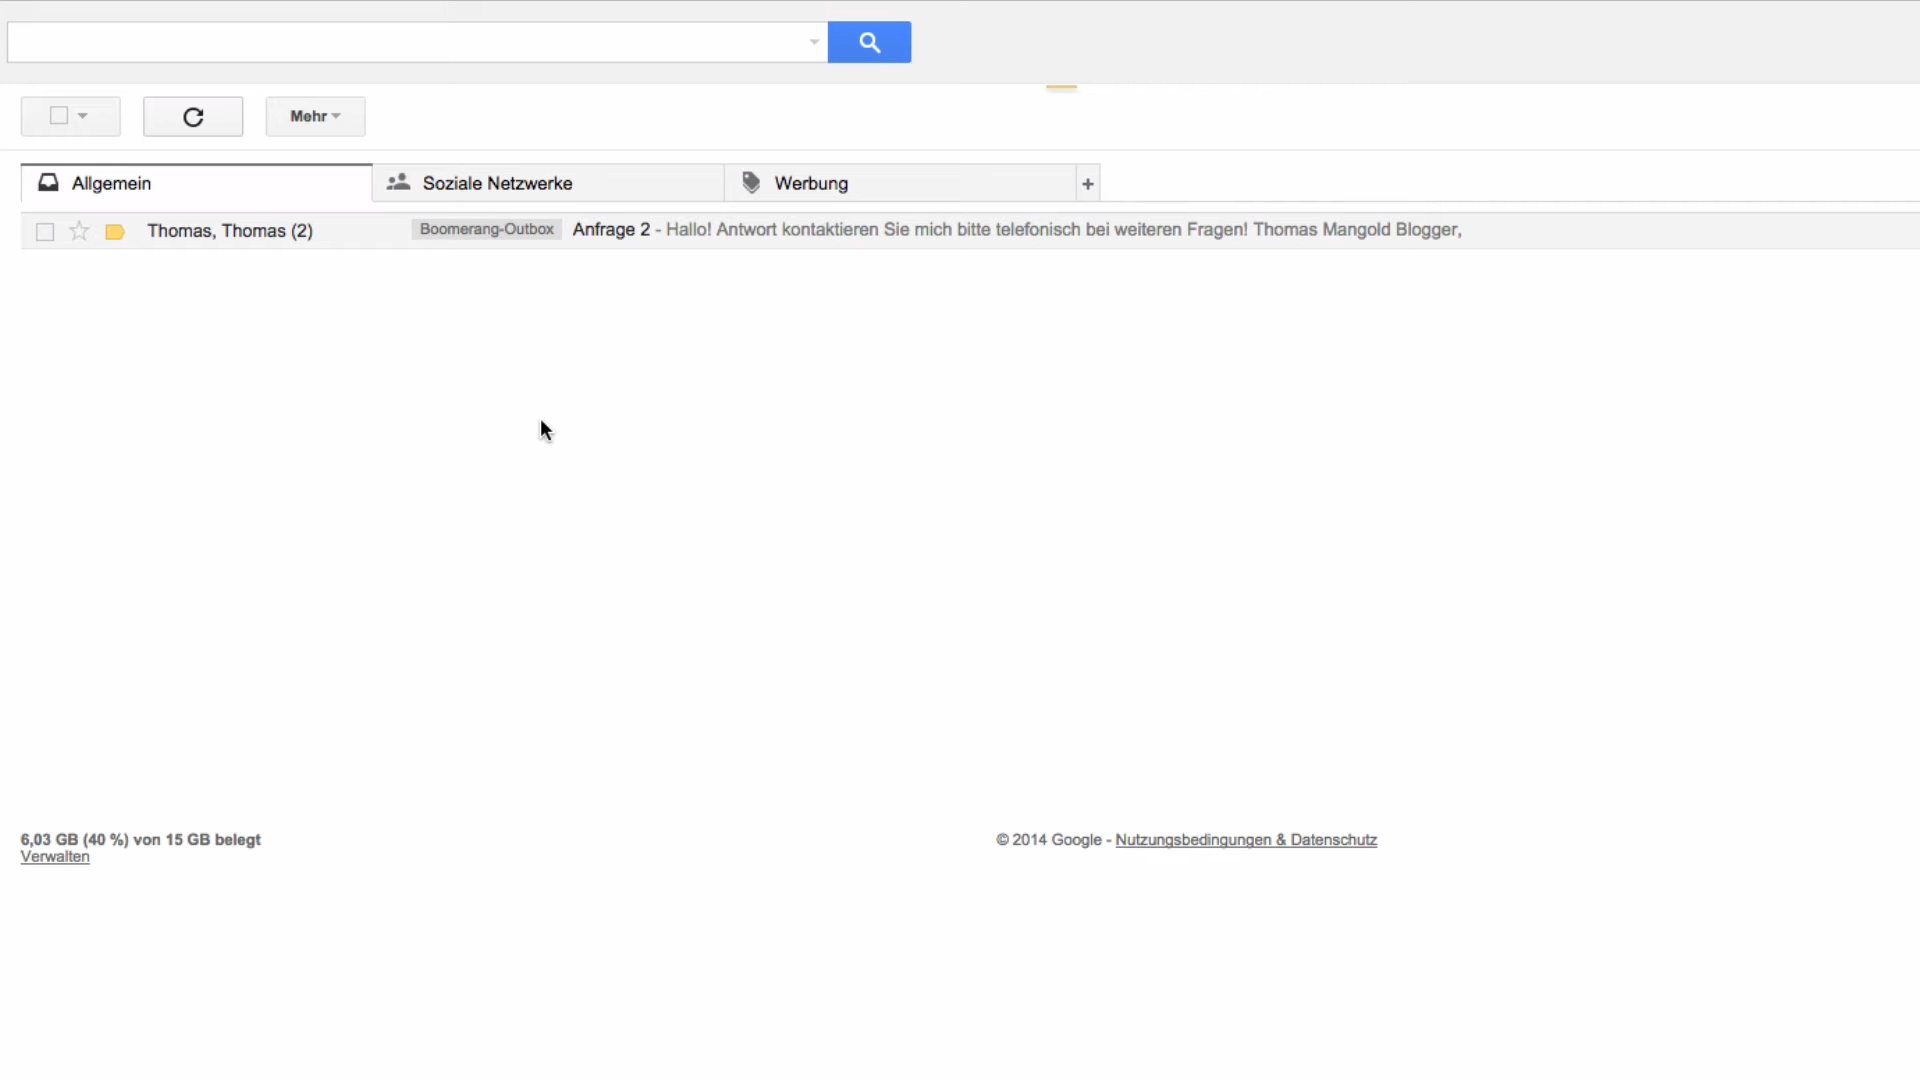 Mehr
Allgemein
Soziale Netzwerke
Werbung
+
Thomas, Thomas (2)
Boomerang-Outbox
Anfrage 2 - Hallo! Antwort kontaktieren Sie mich bitte telefonisch bei weiteren Fragen! Thomas Mangold Blogger,
6,03 GB (40 %) von 15 GB belegt
Verwalten
© 2014 Google - Nutzungsbedingungen & Datenschutz